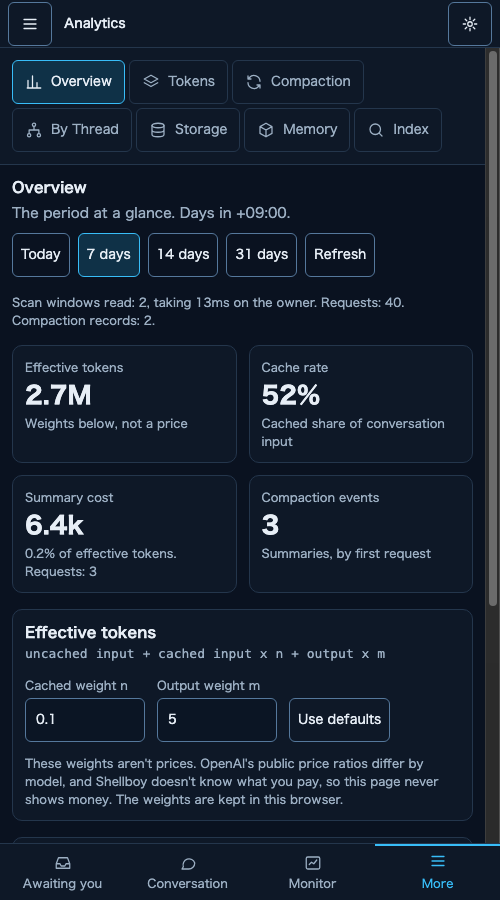 Analytics
Overview
Tokens
Compaction
By Thread
Storage
Memory
Index
Overview
The period at a glance. Days in +09:00.
Today
7 days
14 days
31 days
Refresh
Scan windows read: 2, taking 13ms on the owner. Requests: 40.
Compaction records: 2.
Effective tokens
2.7M
Weights below, not a price
Cache rate
52%
Cached share of conversation
input
Summary cost
6.4k
0.2% of effective tokens.
Requests: 3
Compaction events
3
Summaries, by first request
Effective tokens
uncached input + cached input x n + output x m
Cached weight n
Output weight m
0.1
5
Use defaults
These weights aren't prices. OpenAI's public price ratios differ by
model, and Shellboy doesn't know what you pay, so this page never
shows money. The weights are kept in this browser.
Awaiting you
Conversation
Monitor
More